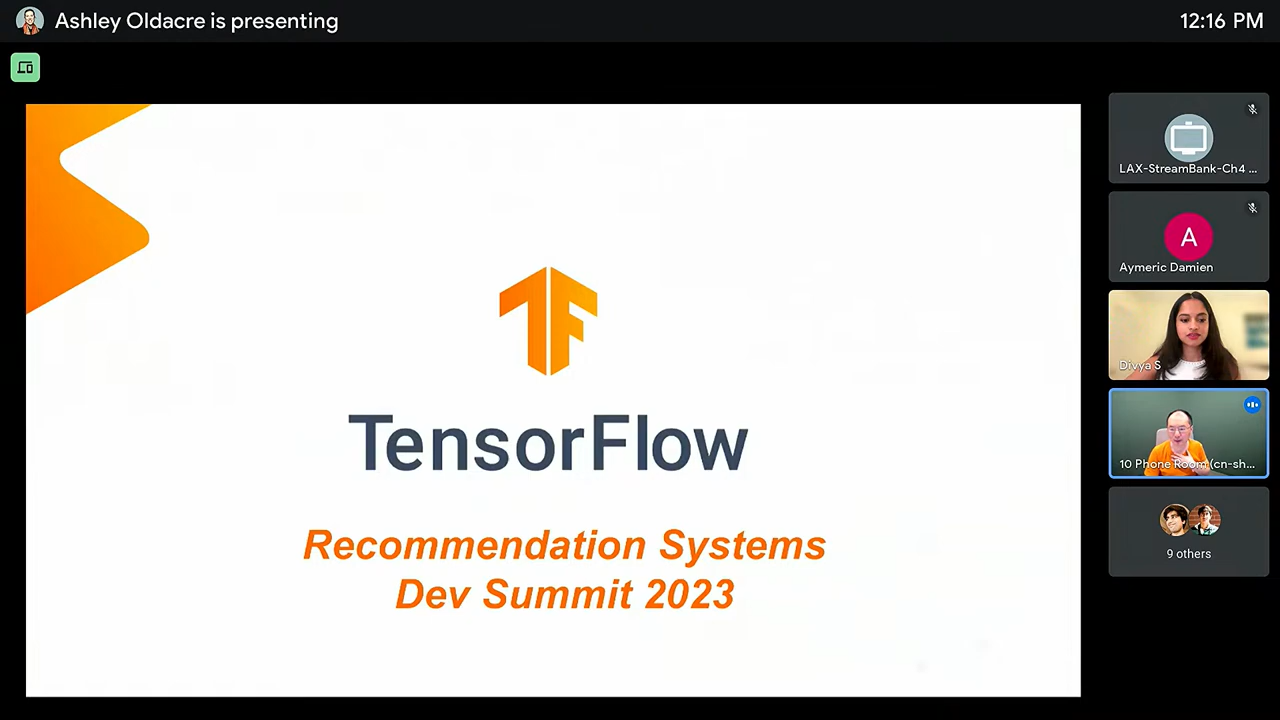 Ashley Oldacre is presenting
12:16 PM
LAX-StreamBank-Ch4 ...
A
Aymeric Damien
Divya S
10 Phone Room (cn-sh...
9 others
TensorFlow
Recommendation Systems
Dev Summit 2023